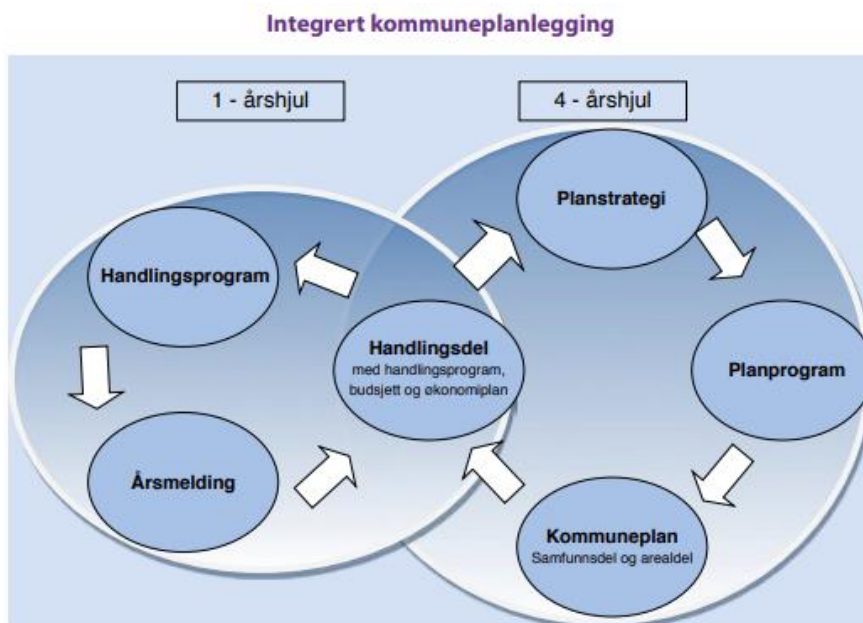 Integrert kommuneplanlegging
1 - årshjul
4 - årshjul
Planstrategi
Handlingsprogram
Handlingsdel
med handlingsprogram,
budsjett og økonomiplan
Planprogram
Årsmelding
Kommuneplan
Samfunnsdel og arealdel